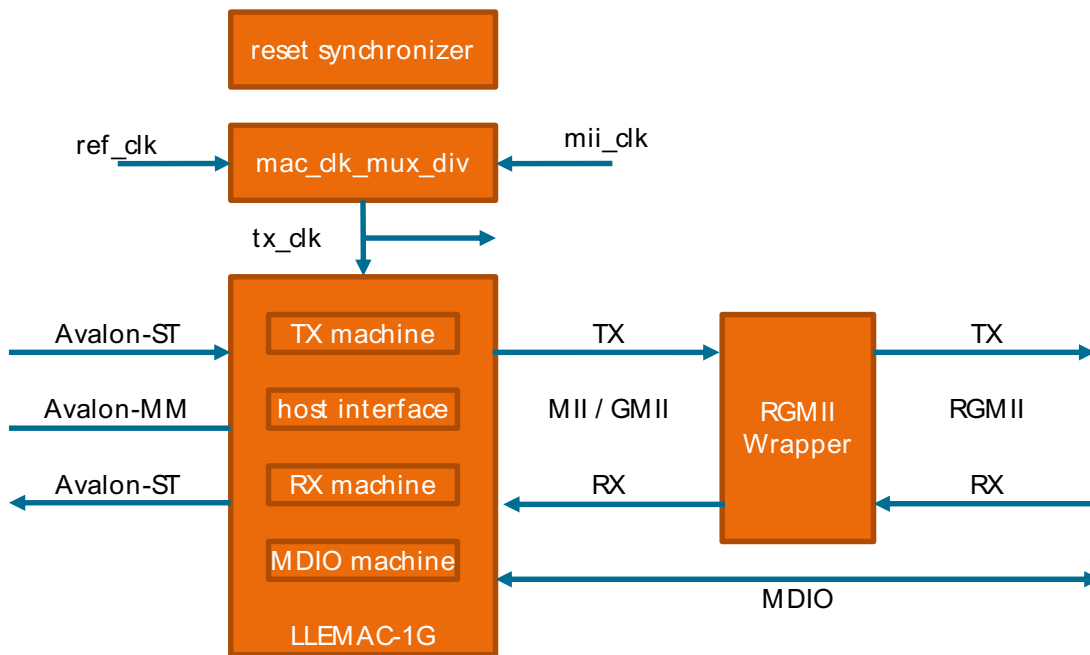 reset synchronizer
ref_clk
mii_clk
mac_clk_mux_div
tx_clk
Avalon-ST
TX machine
TX
TX
Avalon-MM
host interface
MII / GMII
RGMII
Wrapper
RGMII
Avalon-ST
RX machine
RX
RX
MDIO machine
MDIO
LLEMAC-1G